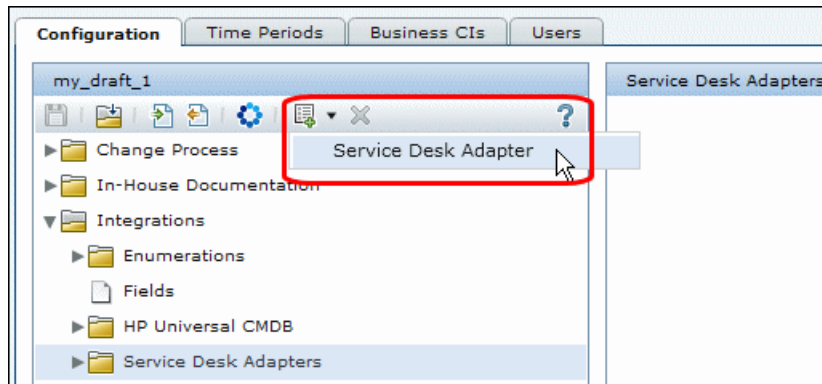 Configuration Time Periods Business CIs Users
my_draft_1 Service Desk Adapters
?
Change Process Service Desk Adapter
In-House Documentation
Integrations
Enumerations
Fields
HP Universal CMDB
Service Desk Adapters